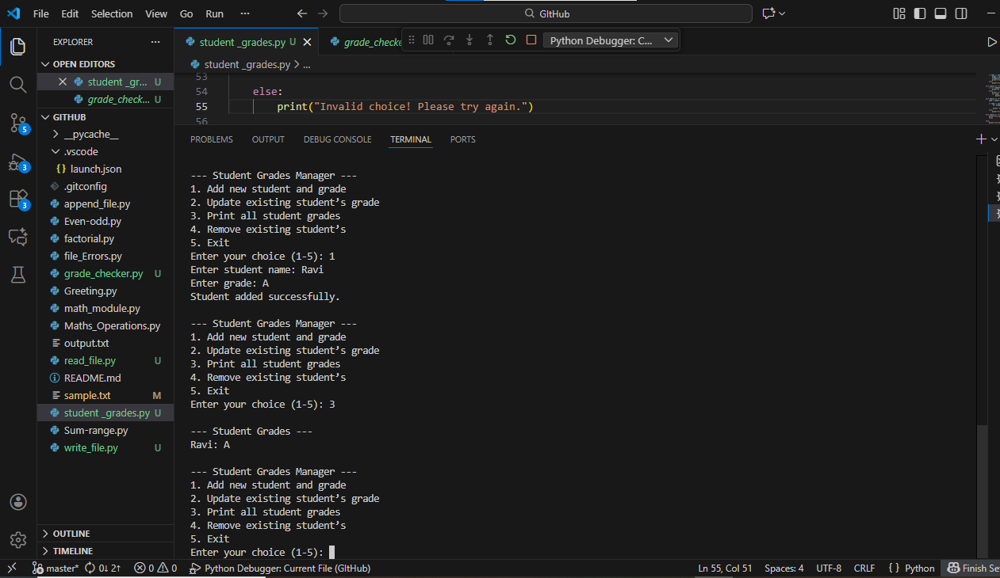 File Edit Selection View Go Run ··· GItHub
EXPLORER ···
OPEN EDITORS
student _gr... U
grade_check... U
GITHUB
__pycache__
.vscode
{} launch.json
.gitconfig
append_file.py
Even-odd.py
factorial.py
file_Errors.py
grade_checker.py U
Greeting.py
math_module.py
Maths_Operations.py
output.txt
read_file.py U
README.md
sample.txt M
student _grades.py U
Sum-range.py
write_file.py U
OUTLINE
TIMELINE
5
3
3
student _grades.py U
grade_checke
Python Debugger: C...
student _grades.py > ...
53
54 else:
55 print("Invalid choice! Please try again.")
56
PROBLEMS OUTPUT DEBUG CONSOLE TERMINAL PORTS
--- Student Grades Manager ---
1. Add new student and grade
2. Update existing student’s grade
3. Print all student grades
4. Remove existing student’s
5. Exit
Enter your choice (1-5): 1
Enter student name: Ravi
Enter grade: A
Student added successfully.
--- Student Grades Manager ---
1. Add new student and grade
2. Update existing student’s grade
3. Print all student grades
4. Remove existing student’s
5. Exit
Enter your choice (1-5): 3
--- Student Grades ---
Ravi: A
--- Student Grades Manager ---
1. Add new student and grade
2. Update existing student’s grade
3. Print all student grades
4. Remove existing student’s
5. Exit
Enter your choice (1-5):
master* 0↓ 2↑ 0 0 Python Debugger: Current File (GItHub) Ln 55, Col 51 Spaces: 4 UTF-8 CRLF {} Python Finish Se